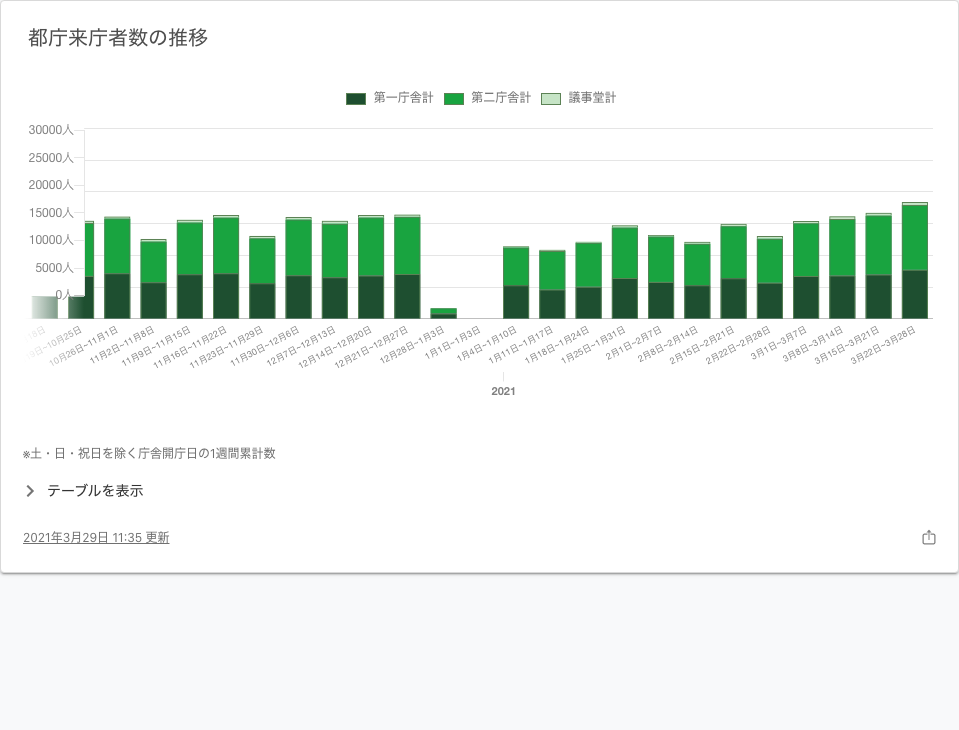 都庁来庁者数の推移
第一庁舎計 第二庁舎計 議事堂計
30000人
25000人
20000人
15000人
10000人
5000人
0人
10月26日~11月1日
11月2日~11月8日
11月9日~11月15日
11月16日~11月22日
11月23日~11月29日
11月30日~12月6日
12月7日~12月13日
12月14日~12月20日
12月21日~12月27日
12月28日~1月3日
1月1日~1月3日
1月4日~1月10日
1月11日~1月17日
1月18日~1月24日
1月25日~1月31日
2月1日~2月7日
2月8日~2月14日
2月15日~2月21日
2月22日~2月28日
3月1日~3月7日
3月8日~3月14日
3月15日~3月21日
3月22日~3月28日
2021
※土・日・祝日を除く庁舎開庁日の1週間累計数
テーブルを表示
2021年3月29日 11:35 更新